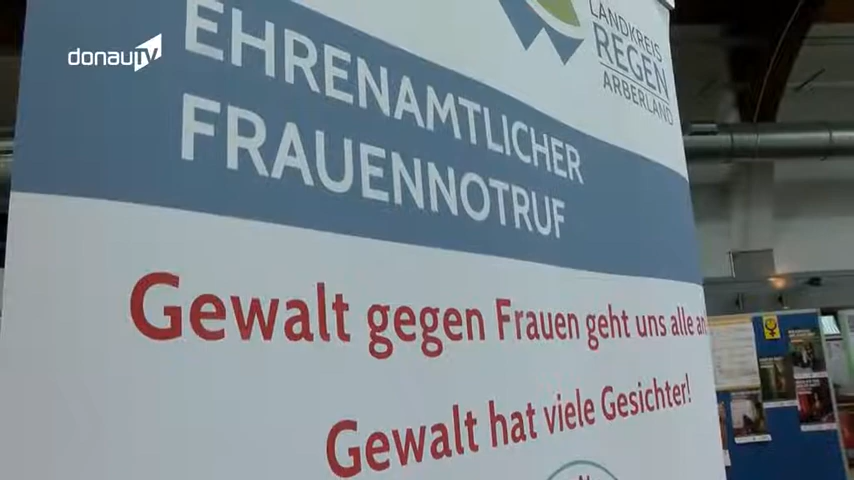 donauTV
LANDKREIS
REGEN
ARBERLAND
EHRENAMTLICHER
FRAUENNOTRUF
Gewalt gegen Frauen geht uns alle an
Gewalt hat viele Gesichter!